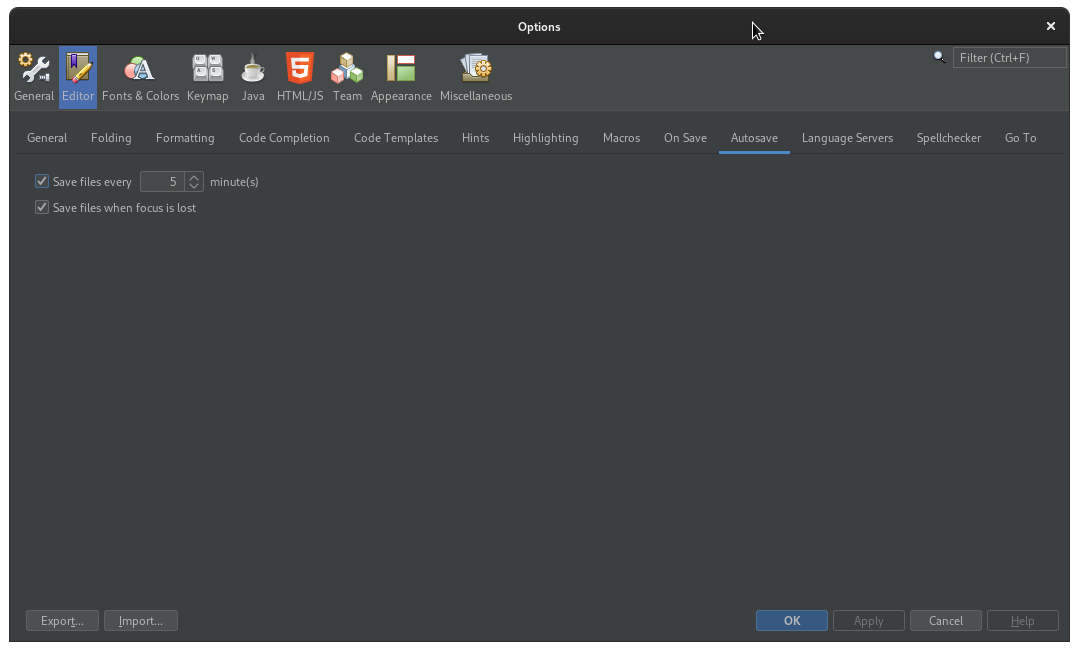 Options
Filter (Ctrl+F)
General Editor Fonts & Colors Keymap Java HTML/JS Team Appearance Miscellaneous
General Folding Formatting Code Completion Code Templates Hints Highlighting Macros On Save Autosave Language Servers Spellchecker Go To
Save files every 5 minute(s)
Save files when focus is lost
Export... Import... OK Apply Cancel Help